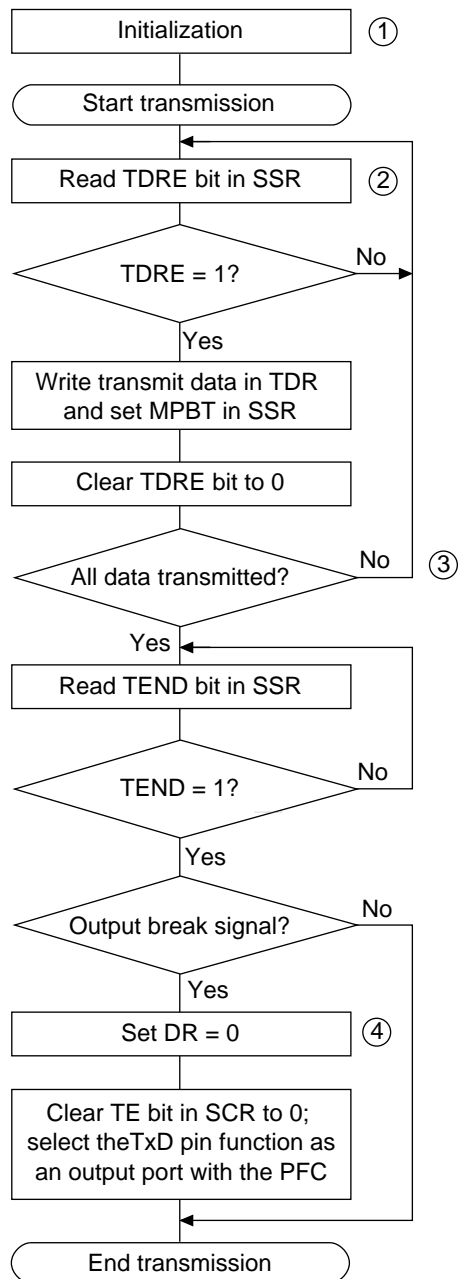 Initialization
①
Start transmission
Read TDRE bit in SSR
②
No
TDRE = 1?
Yes
Write transmit data in TDR
and set MPBT in SSR
Clear TDRE bit to 0
No
③
All data transmitted?
Yes
Read TEND bit in SSR
No
TEND = 1?
Yes
No
Output break signal?
Yes
Set DR = 0
④
Clear TE bit in SCR to 0;
select theTxD pin function as
an output port with the PFC
End transmission